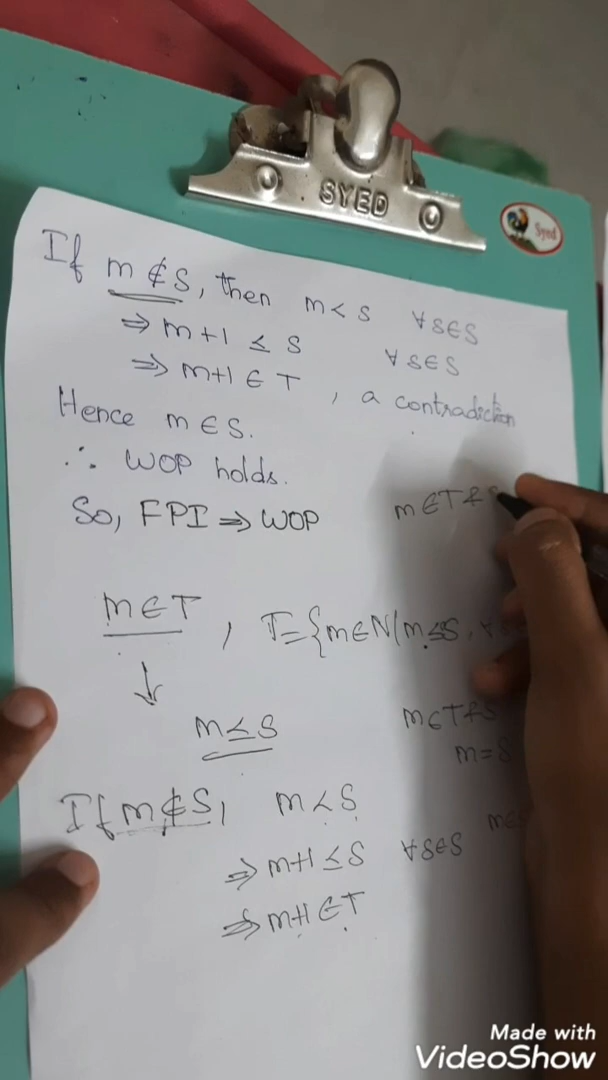 SYED
Syed
If m ∉ S, then m < s ∀ s ∈ S
⇒ m+1 ≤ s ∀ s ∈ S
⇒ m+1 ∈ T, a contradiction
Hence m ∈ S.
∴ WOP holds.
So, FPI ⇒ WOP
m ∈ T &
m ∈ T, T = {m ∈ N | m ≤ s, ∀
↓
m ≤ s
m ∈ T & S
m =
If m ∉ S, m < s
⇒ m+1 ≤ s ∀ s ∈ S
⇒ m+1 ∈ T
Made with
VideoShow